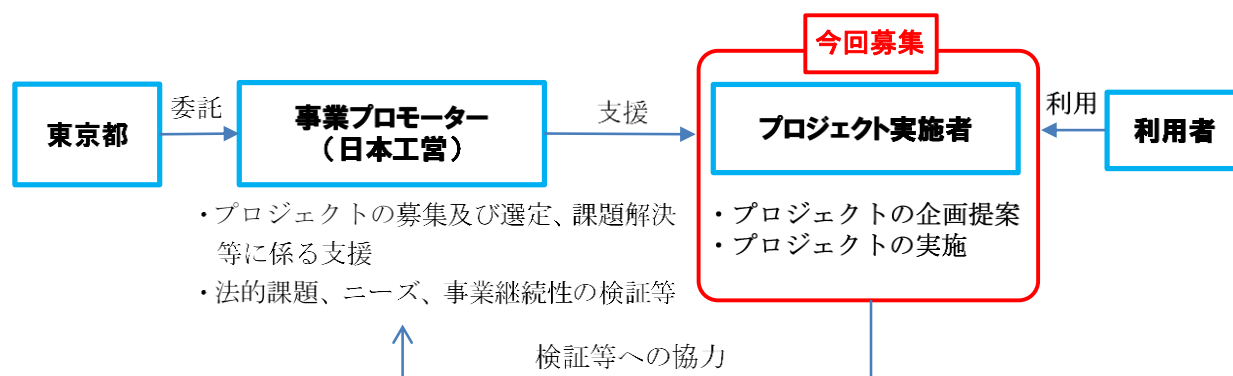 今回募集
東京都
委託
事業プロモーター
（日本工営）
支援
プロジェクト実施者
利用
利用者
・プロジェクトの募集及び選定、課題解決
等に係る支援
・法的課題、ニーズ、事業継続性の検証等
・プロジェクトの企画提案
・プロジェクトの実施
検証等への協力